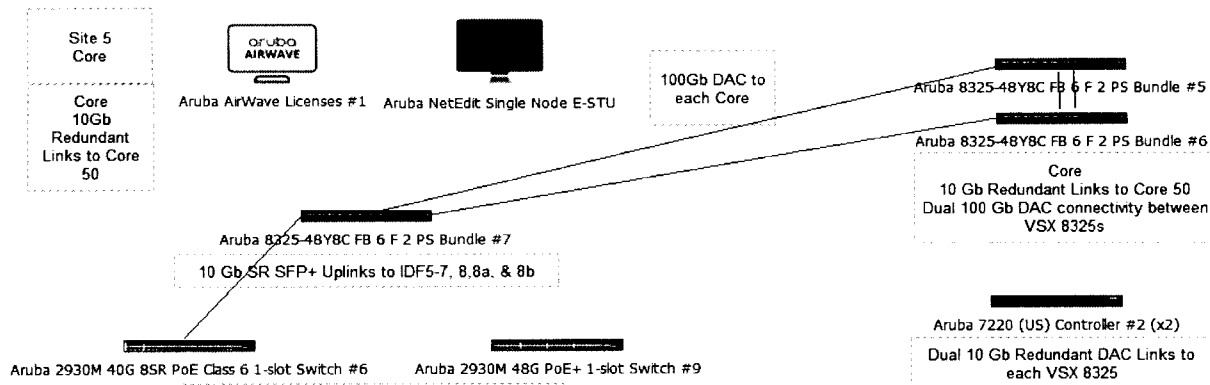 Site 5
Core
Core
10Gb
Redundant
Links to Core
50
aruba
AIRWAVE
Aruba AirWave Licenses #1
Aruba NetEdit Single Node E-STU
100Gb DAC to
each Core
Aruba 8325-48Y8C FB 6 F 2 PS Bundle #5
Aruba 8325-48Y8C FB 6 F 2 PS Bundle #6
Core
10 Gb Redundant Links to Core 50
Dual 100 Gb DAC connectivity between
VSX 8325s
Aruba 8325-48Y8C FB 6 F 2 PS Bundle #7
10 Gb SR SFP+ Uplinks to IDF5-7, 8,8a, & 8b
Aruba 7220 (US) Controller #2 (x2)
Dual 10 Gb Redundant DAC Links to
each VSX 8325
Aruba 2930M 40G 8SR PoE Class 6 1-slot Switch #6
Aruba 2930M 48G PoE+ 1-slot Switch #9